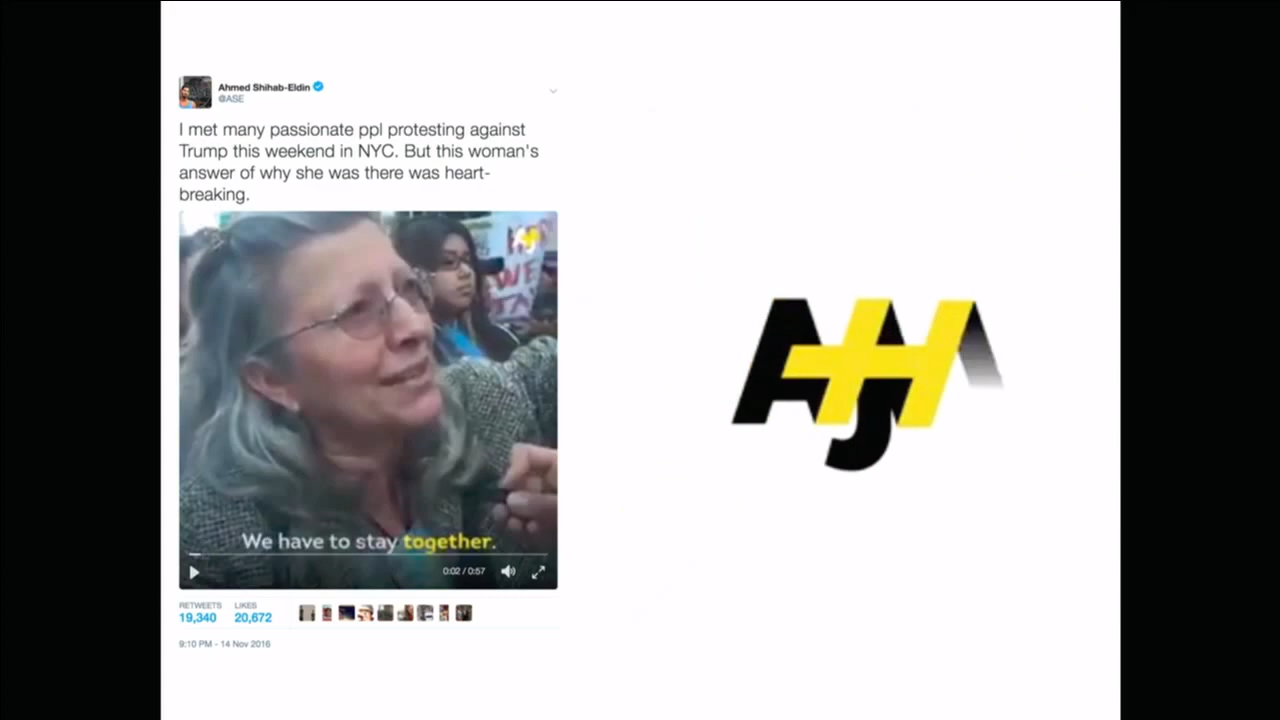 Ahmed Shihab-Eldin
@ASE
I met many passionate ppl protesting against
Trump this weekend in NYC. But this woman's
answer of why she was there was heart-
breaking.
AJ+
WE
We have to stay together.
0:02 / 0:57
RETWEETS LIKES
19,340 20,672
9:10 PM - 14 Nov 2016